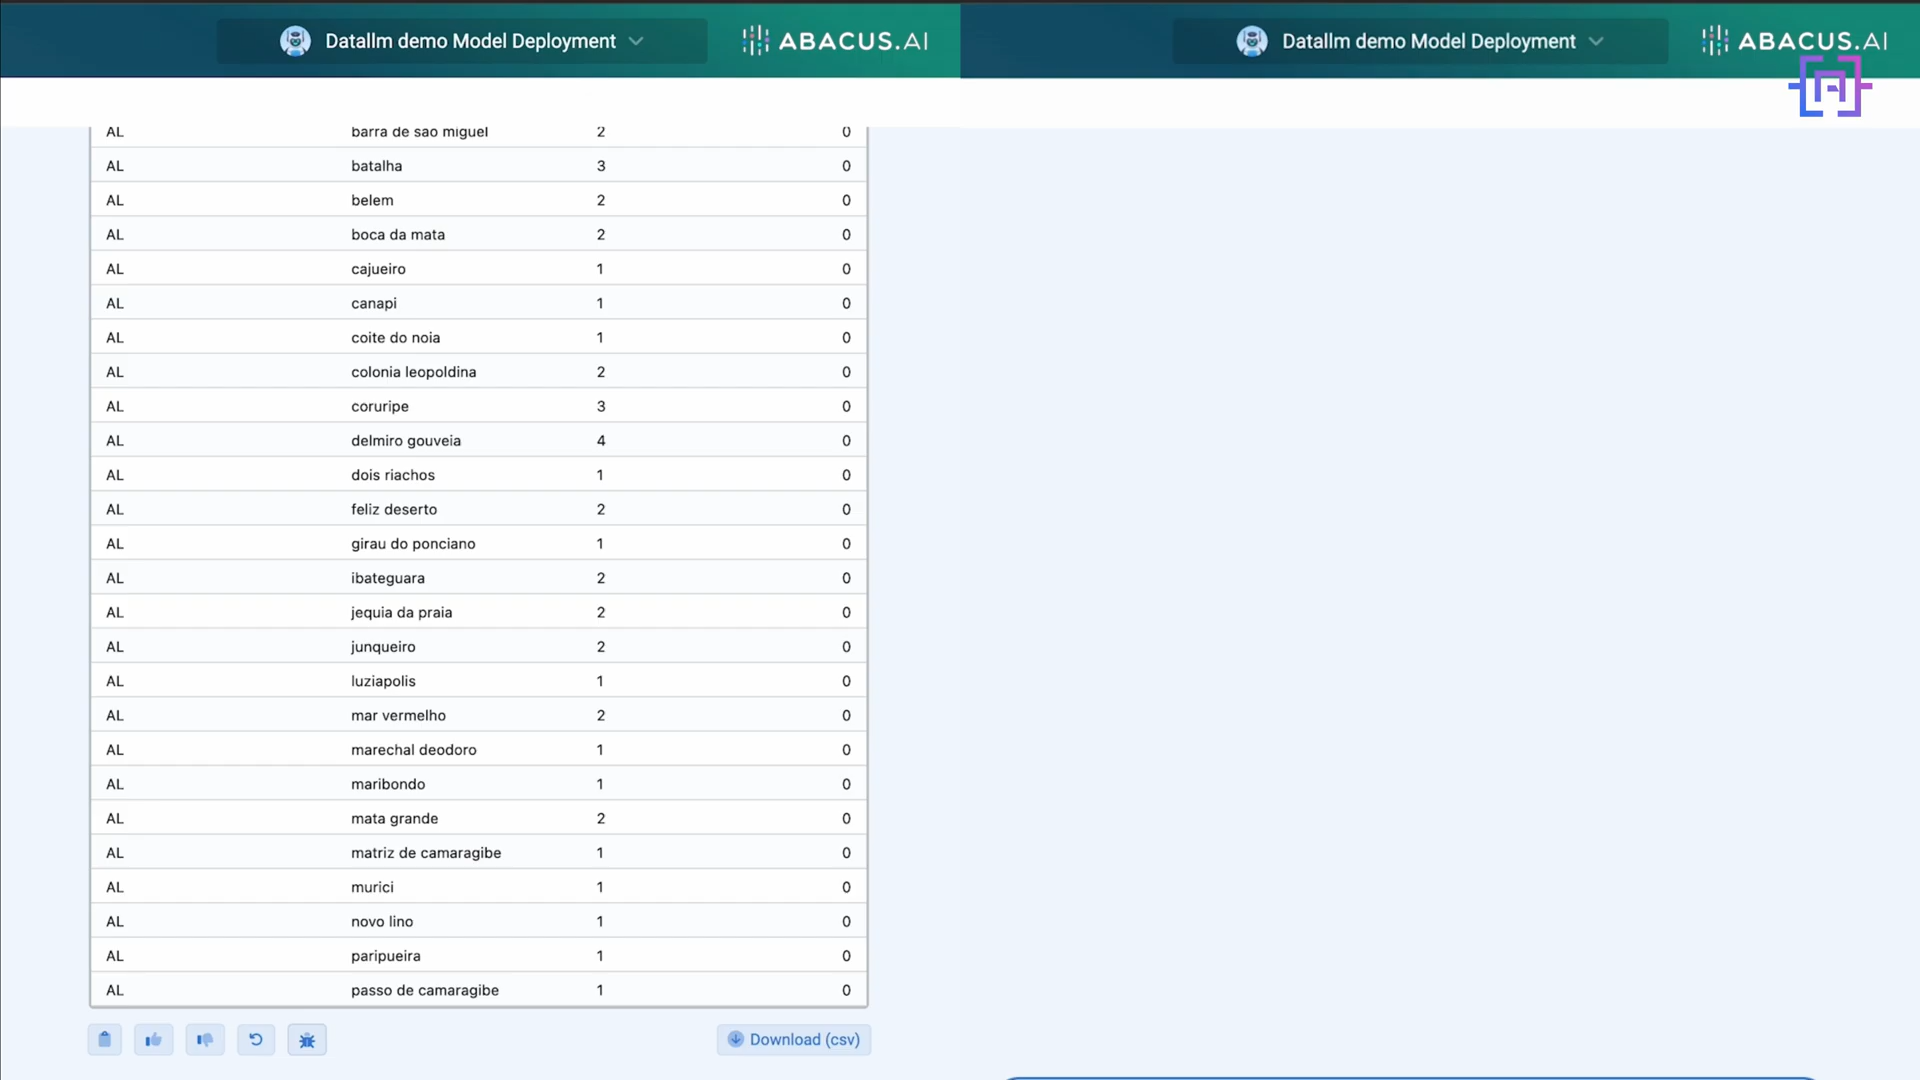 Datallm demo Model Deployment
ABACUS.AI
Datallm demo Model Deployment
ABACUS.AI
AL barra de sao miguel 2 0
AL batalha 3 0
AL belem 2 0
AL boca da mata 2 0
AL cajueiro 1 0
AL canapi 1 0
AL coite do noia 1 0
AL colonia leopoldina 2 0
AL coruripe 3 0
AL delmiro gouveia 4 0
AL dois riachos 1 0
AL feliz deserto 2 0
AL girau do ponciano 1 0
AL ibateguara 2 0
AL jequia da praia 2 0
AL junqueiro 2 0
AL luziapolis 1 0
AL mar vermelho 2 0
AL marechal deodoro 1 0
AL maribondo 1 0
AL mata grande 2 0
AL matriz de camaragibe 1 0
AL murici 1 0
AL novo lino 1 0
AL paripueira 1 0
AL passo de camaragibe 1 0
Download (csv)